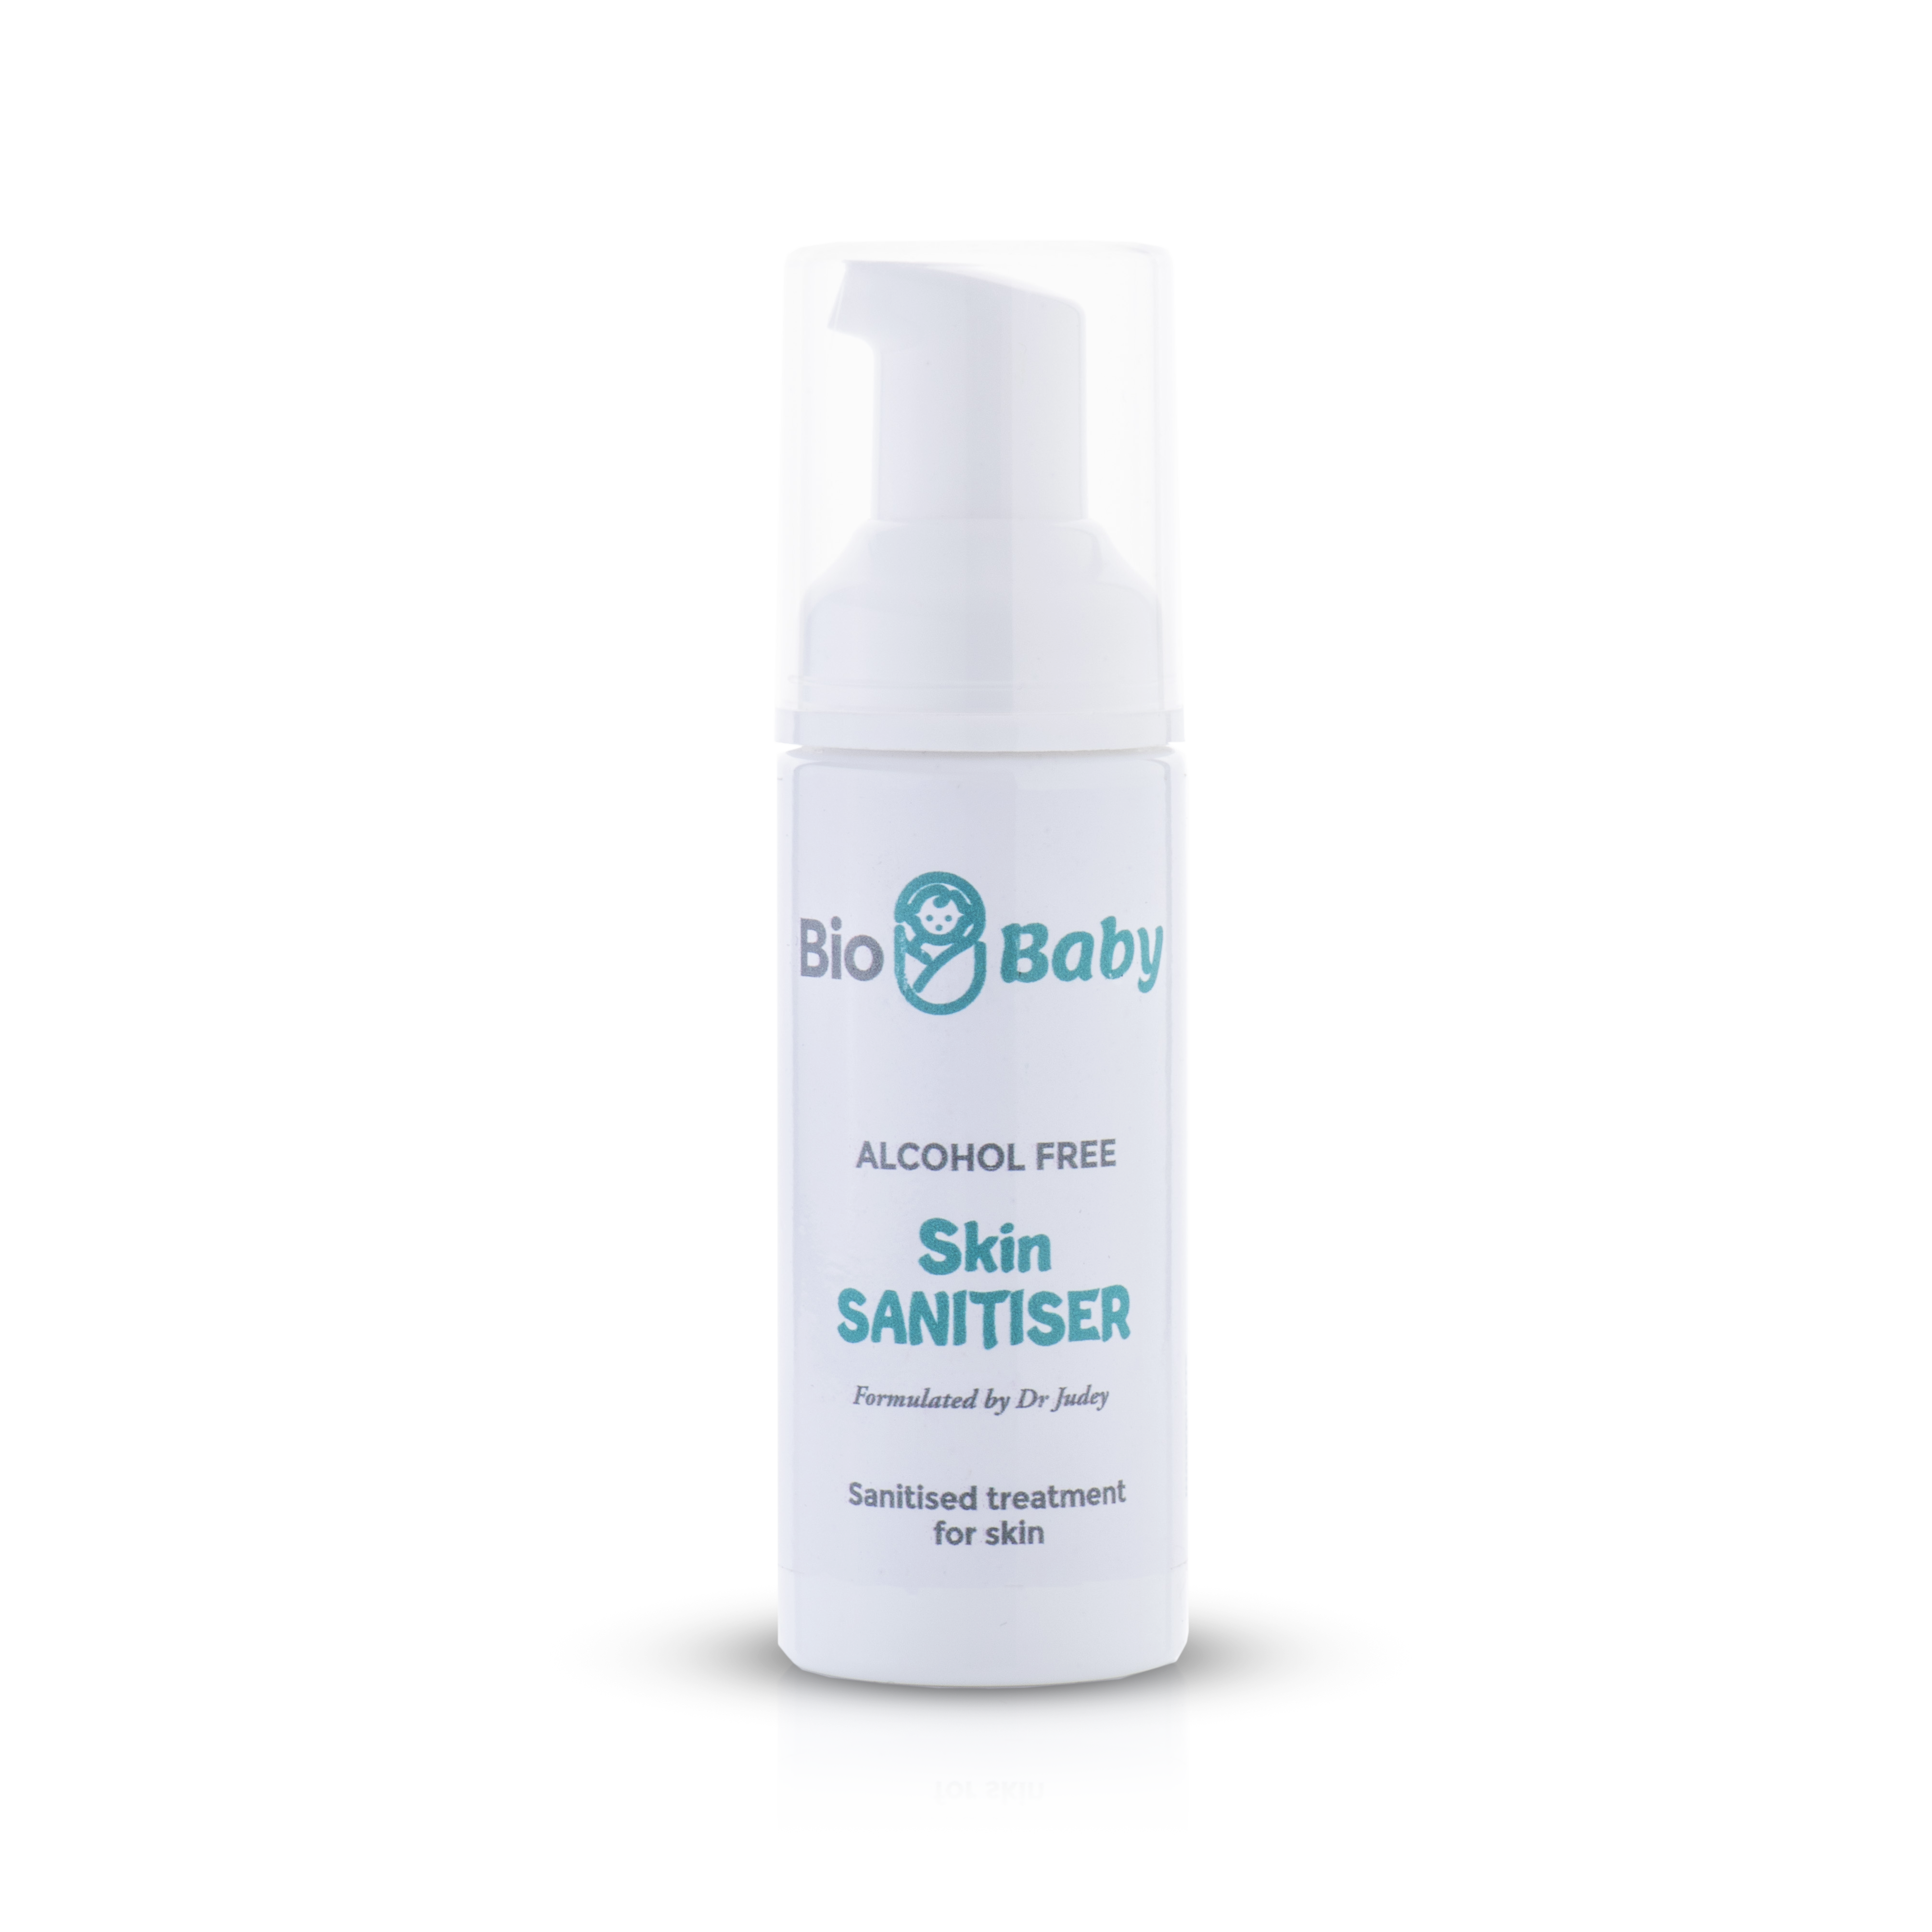 Bio Baby
ALCOHOL FREE
Skin
SANITISER
Formulated by Dr Judey
Sanitised treatment
for skin